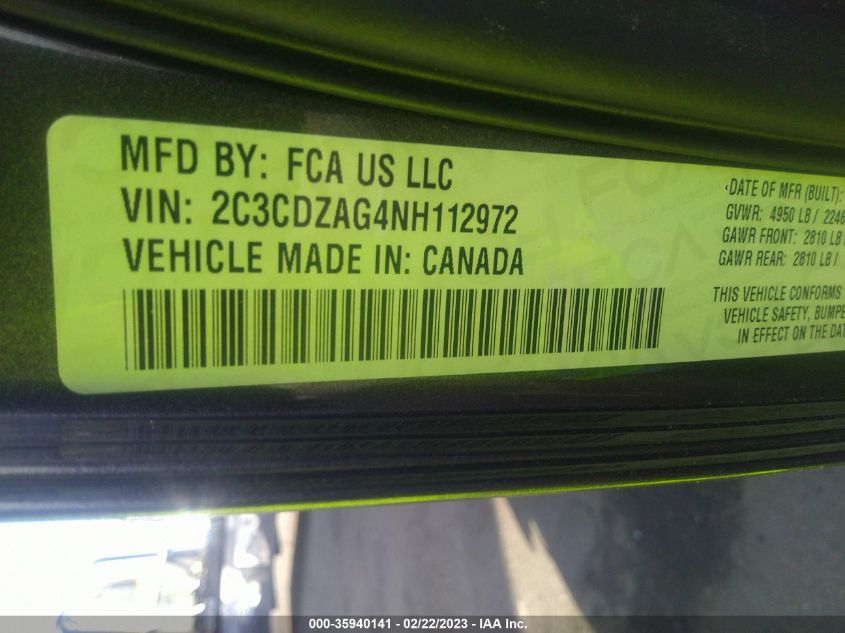 MFD BY: FCA US LLC
VIN: 2C3CDZAG4NH112972
VEHICLE MADE IN: CANADA
DATE OF MFR (BUILT):
GVWR: 4950 LB / 2246
GAWR FRONT: 2810 LB /
GAWR REAR: 2810 LB /
THIS VEHICLE CONFORMS
VEHICLE SAFETY, BUMPE
IN EFFECT ON THE DAT
000-35940141 - 02/22/2023 - IAA Inc.